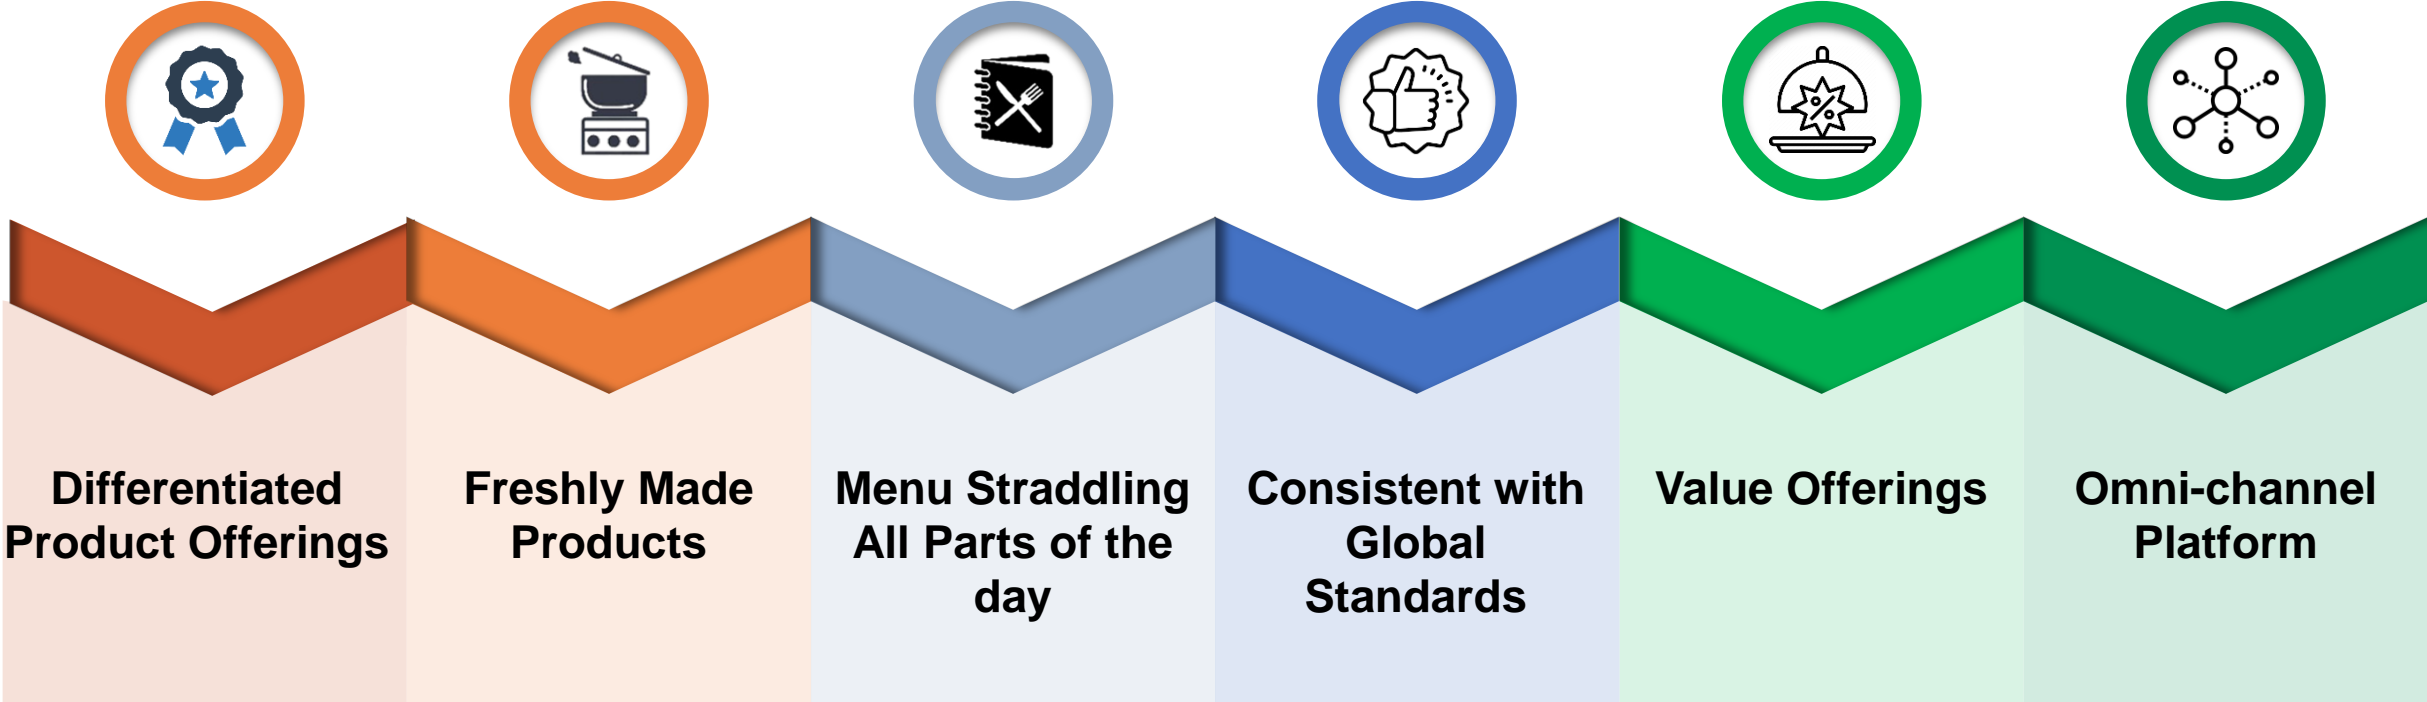 Differentiated
Product Offerings
Freshly Made
Products
Menu Straddling
All Parts of the
day
Consistent with
Global
Standards
Value Offerings
Omni-channel
Platform